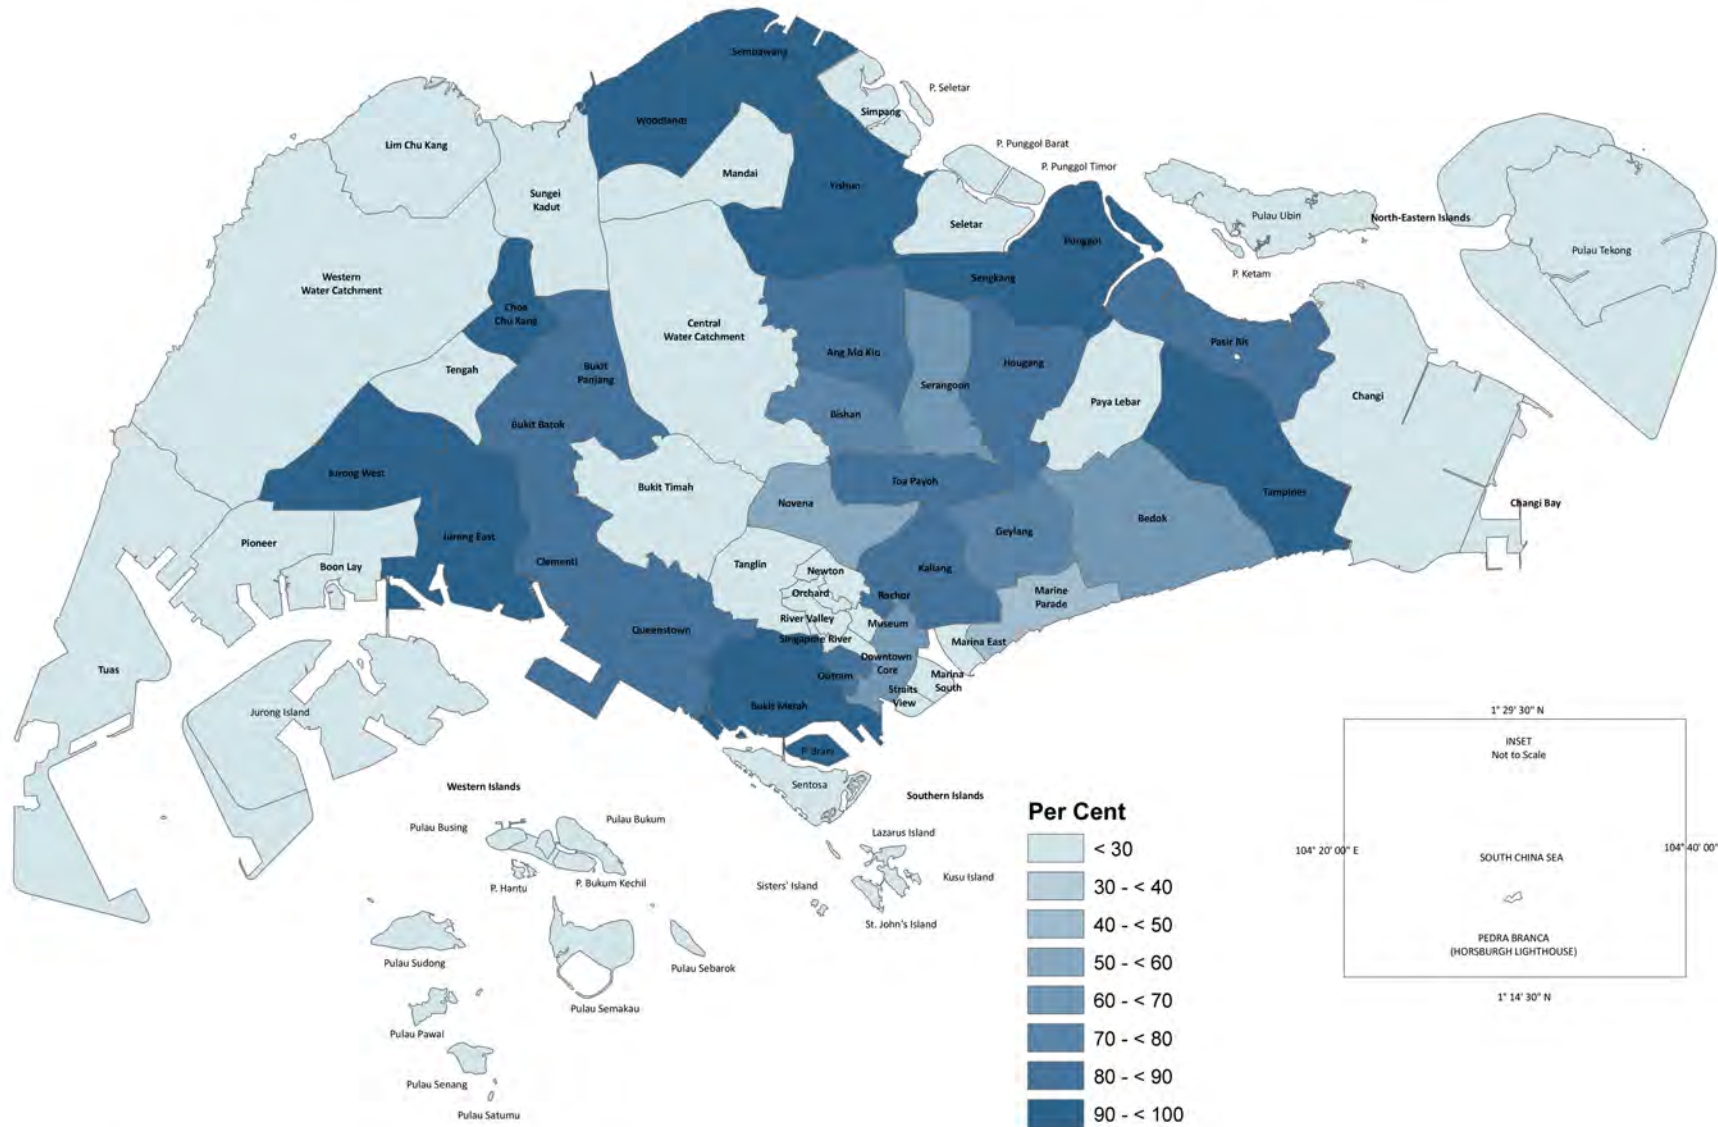 Sembawang
P. Seletar
Simpang
Woodlands
Lim Chu Kang
P. Punggol Barat
P. Punggol Timor
Mandai
Yishun
Sungei
Kadut
Seletar
Pulau Ubin
North-Eastern Islands
Punggol
Pulau Tekong
P. Ketam
Sengkang
Western
Water Catchment
Choa
Chu Kang
Central
Water Catchment
Pasir Ris
Ang Mo Kio
Hougang
Tengah
Bukit
Panjang
Serangoon
Changi
Paya Lebar
Bishan
Bukit Batok
Jurong West
Toa Payoh
Bukit Timah
Tampines
Novena
Changi Bay
Bedok
Geylang
Jurong East
Pioneer
Boon Lay
Clementi
Tanglin
Newton
Kallang
Orchard
Rochor
Marine
Parade
River Valley
Museum
Queenstown
Singapore River
Marina East
Downtown
Core
Tuas
Outram
Marina
South
Straits
View
Bukit Merah
Jurong Island
P. Brani
Sentosa
Western Islands
Southern Islands
Pulau Busing
Pulau Bukum
Lazarus Island
P. Hantu
P. Bukum Kechil
Sisters' Island
Kusu Island
St. John's Island
Pulau Sudong
Pulau Sebarok
Pulau Semakau
Pulau Pawai
Pulau Senang
Pulau Satumu
Per Cent
< 30
30 - < 40
40 - < 50
50 - < 60
60 - < 70
70 - < 80
80 - < 90
90 - < 100
1° 29' 30" N
INSET
Not to Scale
104° 20' 00" E
SOUTH CHINA SEA
104° 40' 00"
PEDRA BRANCA
(HORSBURGH LIGHTHOUSE)
1° 14' 30" N